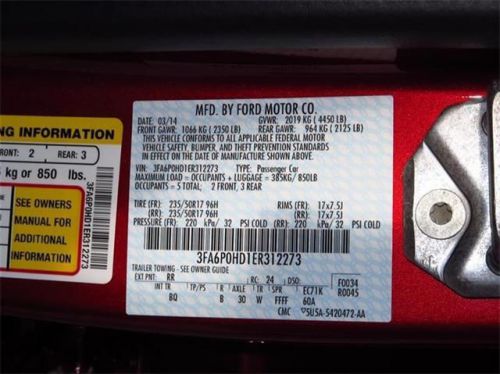 NG INFORMATION
FRONT: 2 REAR: 3
kg or 850 lbs.
SEE OWNERS
MANUAL FOR
ADDITIONAL
INFORMATION
3FA6P0HD1ER312273
MFD. BY FORD MOTOR CO.
DATE: 03/14 GVWR: 2019 KG ( 4450 LB)
FRONT GAWR: 1066 KG ( 2350 LB) REAR GAWR: 964 KG ( 2125 LB)
THIS VEHICLE CONFORMS TO ALL APPLICABLE FEDERAL MOTOR
VEHICLE SAFETY, BUMPER, AND THEFT PREVENTION STANDARDS
IN EFFECT ON THE DATE OF MANUFACTURE SHOWN ABOVE.
VIN: 3FA6P0HD1ER312273 TYPE: Passenger Car
MAXIMUM LOAD = OCCUPANTS + LUGGAGE = 385KG/ 850LB
OCCUPANTS = 5 TOTAL, 2 FRONT, 3 REAR
TIRE (FR): 235/50R17 96H RIMS (FR): 17x7.5J
(RR): 235/50R17 96H (RR): 17x7.5J
PRESSURE (FR): 220 kPa/ 32 PSI COLD (RR): 220 kPa/ 32 PSI COLD
3FA6P0HD1ER312273
TRAILER TOWING - SEE OWNER GUIDE
EXT PNT: RR RC: 24 DSO: F0034
INT TR TP/PS R AXLE TR SPR EC71K R0045
BQ B 30 W FFFF 60A
CMC 5U5A-5420472-AA